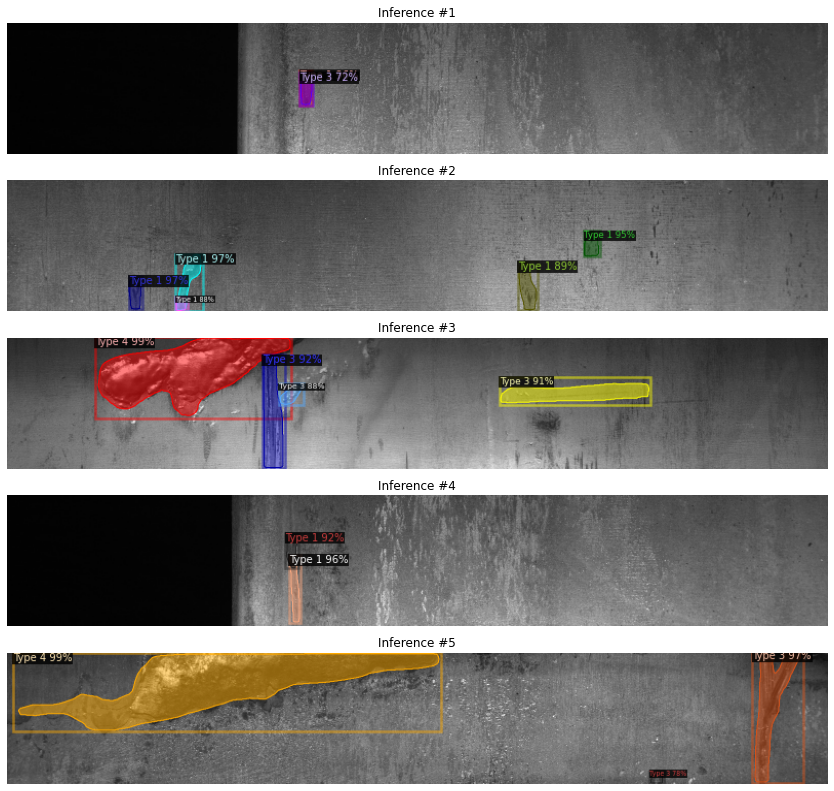 Inference #1
Type 3 72%
Inference #2
Type 1 95%
Type 1 97%
Type 1 89%
Type 1 97%
Type 1 88%
Inference #3
Type 4 99%
Type 3 92%
Type 3 91%
Type 3 88%
Inference #4
Type 1 92%
Type 1 96%
Inference #5
Type 4 99%
Type 3 97%
Type 3 78%